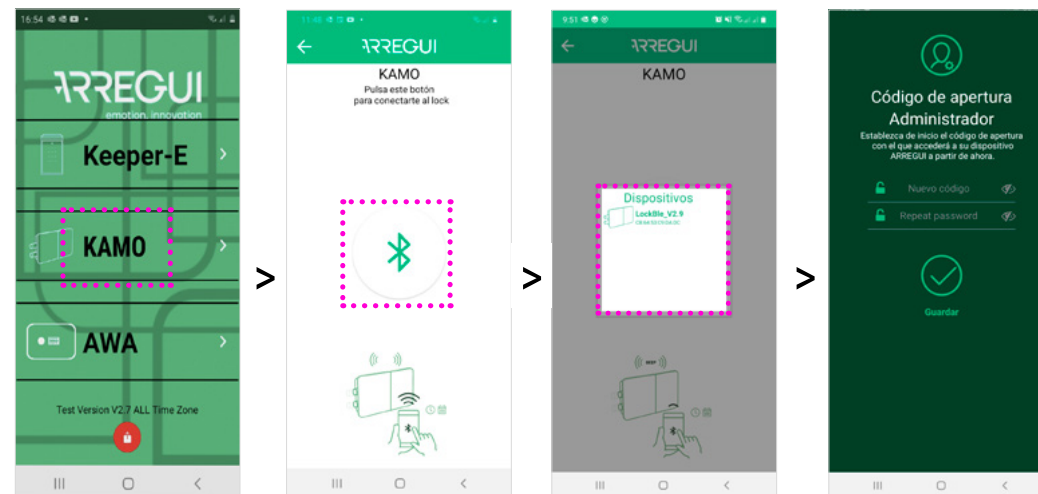 16:54
ARREGUI
emotion. innovation
Keeper-E
KAMO
AWA
Test Version V2.7 ALL Time Zone
>
11:48
ARREGUI
KAMO
Pulsa este botón
para conectarte al lock
>
9:51
ARREGUI
KAMO
Dispositivos
LockBle_V2.9
>
Código de apertura
Administrador
Establezca de inicio el código de apertura
con el que accederá a su dispositivo
ARREGUI a partir de ahora.
Nuevo código
Repeat password
Guardar